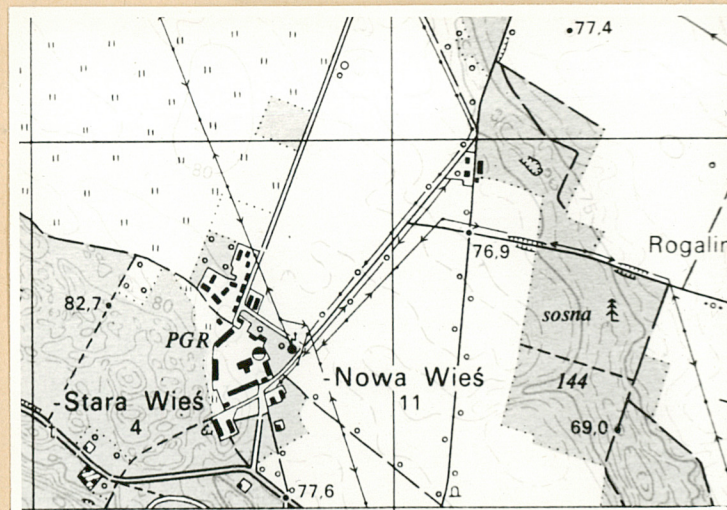 77,4
80
75
76,9
Rogalin
82,7
80
PGR
sosna
-Nowa Wieś
11
-Stara Wieś
4
144
69,0
77,6